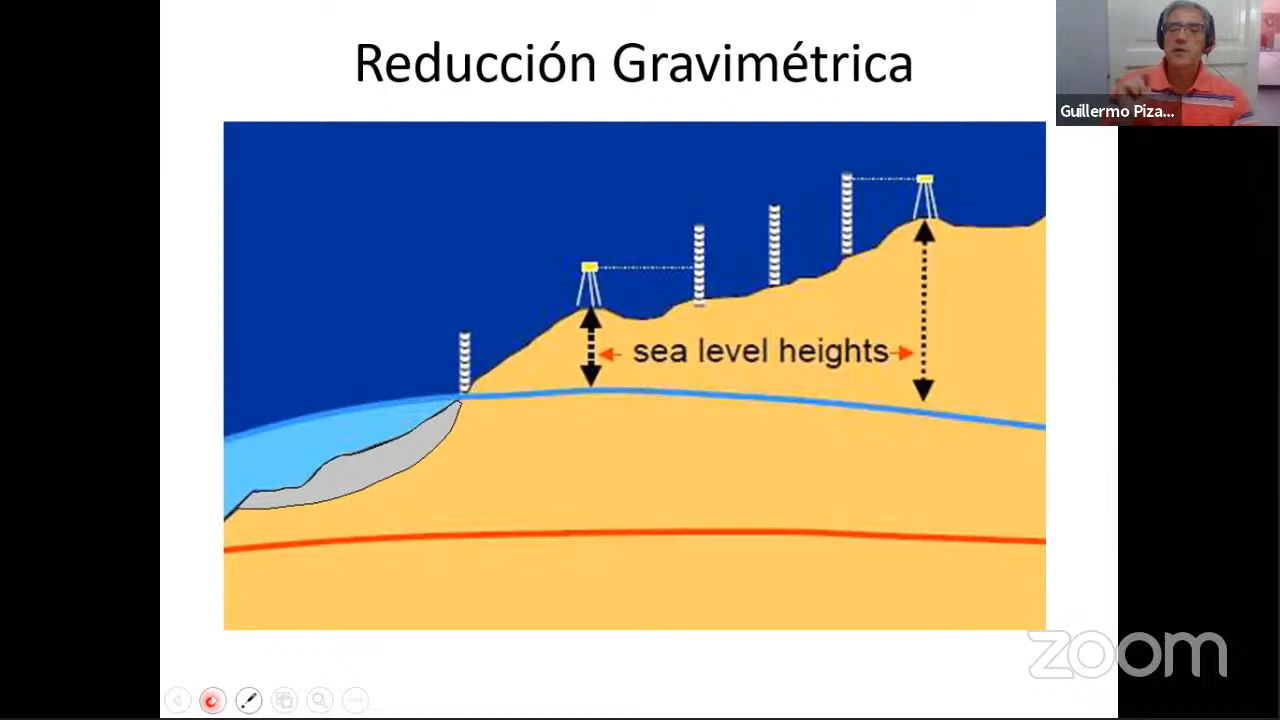 Reducción Gravimétrica
Guillermo Piza...
sea level heights
zoom